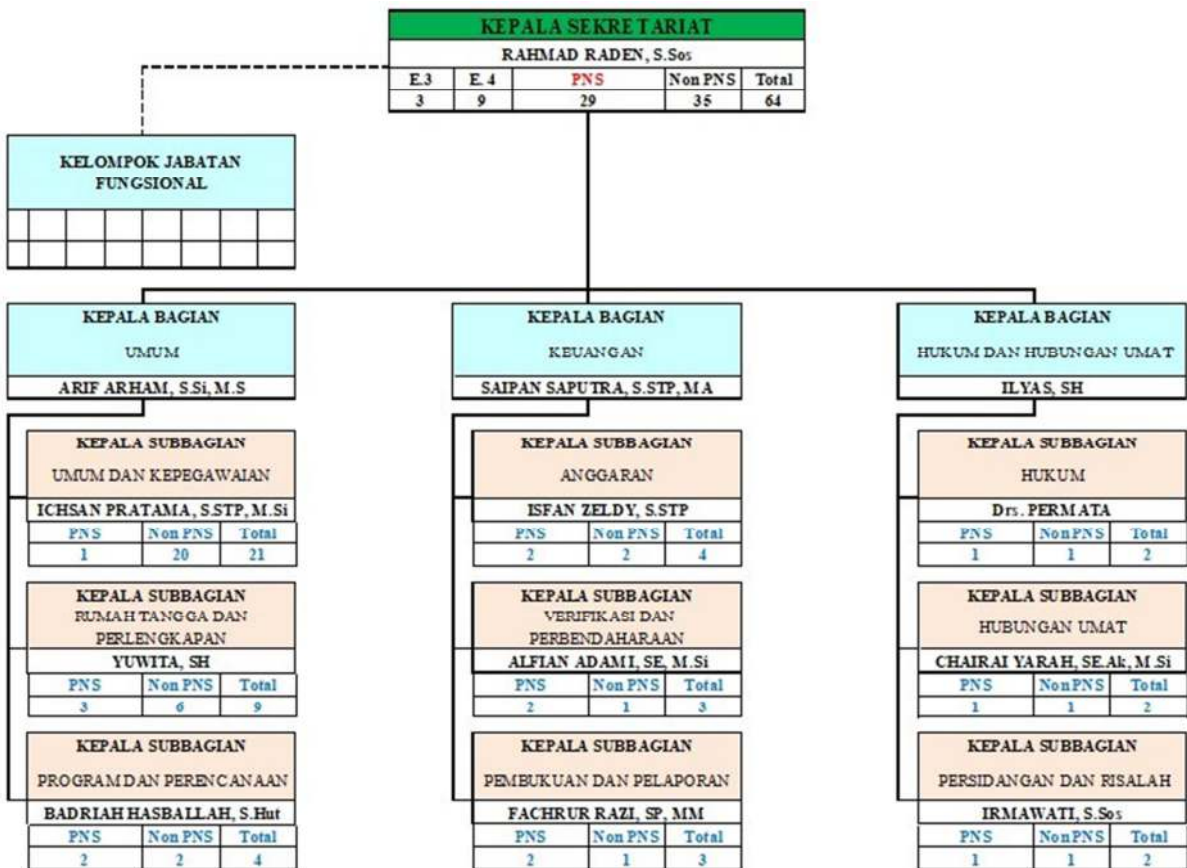 KEPALA SEKRETARIAT
RAHMAD RADEN, S.Sos
E.3 E. 4 PNS Non PNS Total
3 9 29 35 64
KELOMPOK JABATAN
FUNGSIONAL
KEPALA BAGIAN
UMUM
ARIF ARHAM, S.Si, M.S
KEPALA SUBBAGIAN
UMUM DAN KEPEGAWAIAN
ICHSAN PRATAMA, S.STP, M.Si
PNS Non PNS Total
1 20 21
KEPALA SUBBAGIAN
RUMAH TANGGA DAN
PERLENGKAPAN
YUWITA, SH
PNS Non PNS Total
3 6 9
KEPALA SUBBAGIAN
PROGRAM DAN PERENCANAAN
BADRIAH HASBALLAH, S.Hut
PNS Non PNS Total
2 2 4
KEPALA BAGIAN
KEUANGAN
SAIPAN SAPUTRA, S.STP, MA
KEPALA SUBBAGIAN
ANGGARAN
ISFAN ZELDY, S.STP
PNS Non PNS Total
2 2 4
KEPALA SUBBAGIAN
VERIFIKASI DAN
PERBENDAHARAAN
ALFIAN ADAMI, SE, M.Si
PNS Non PNS Total
2 1 3
KEPALA SUBBAGIAN
PEMBUKUAN DAN PELAPORAN
FACHRUR RAZI, SP, MM
PNS Non PNS Total
2 1 3
KEPALA BAGIAN
HUKUM DAN HUBUNGAN UMAT
ILYAS, SH
KEPALA SUBBAGIAN
HUKUM
Drs. PERMATA
PNS Non PNS Total
1 1 2
KEPALA SUBBAGIAN
HUBUNGAN UMAT
CHAIRAI YARAH, SE.Ak, M.Si
PNS Non PNS Total
1 1 2
KEPALA SUBBAGIAN
PERSIDANGAN DAN RISALAH
IRMAWATI, S.Sos
PNS Non PNS Total
1 1 2